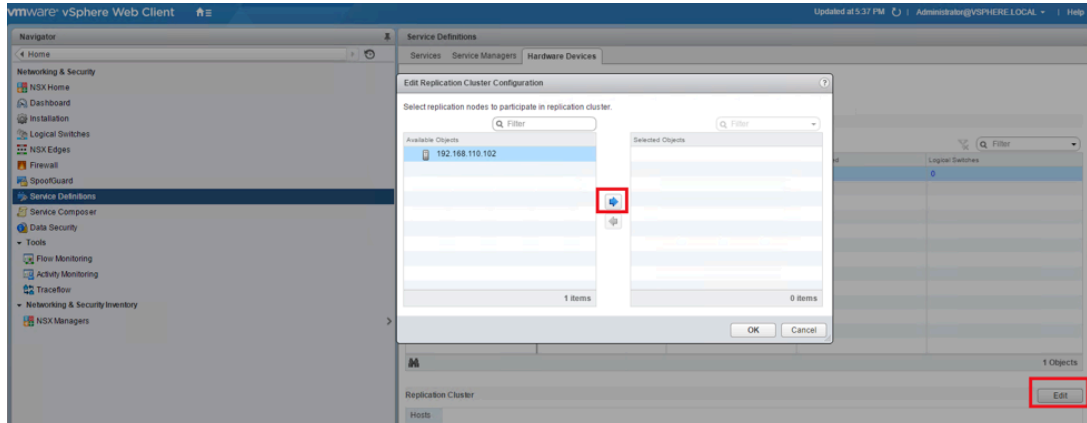 vmware® vSphere Web Client
Updated at 5:37 PM | Administrator@VSPHERE.LOCAL | Help
Navigator
Home
Networking & Security
NSX Home
Dashboard
Installation
Logical Switches
NSX Edges
Firewall
SpoofGuard
Service Definitions
Service Composer
Data Security
Tools
Flow Monitoring
Activity Monitoring
Traceflow
Networking & Security Inventory
NSX Managers
Service Definitions
Services Service Managers Hardware Devices
Edit Replication Cluster Configuration ?
Select replication nodes to participate in replication cluster.
Filter Filter
Available Objects Selected Objects
192.168.110.102
1 items 0 items
OK Cancel
Filter
Logical Switches
0
1 Objects
Replication Cluster Edit
Hosts